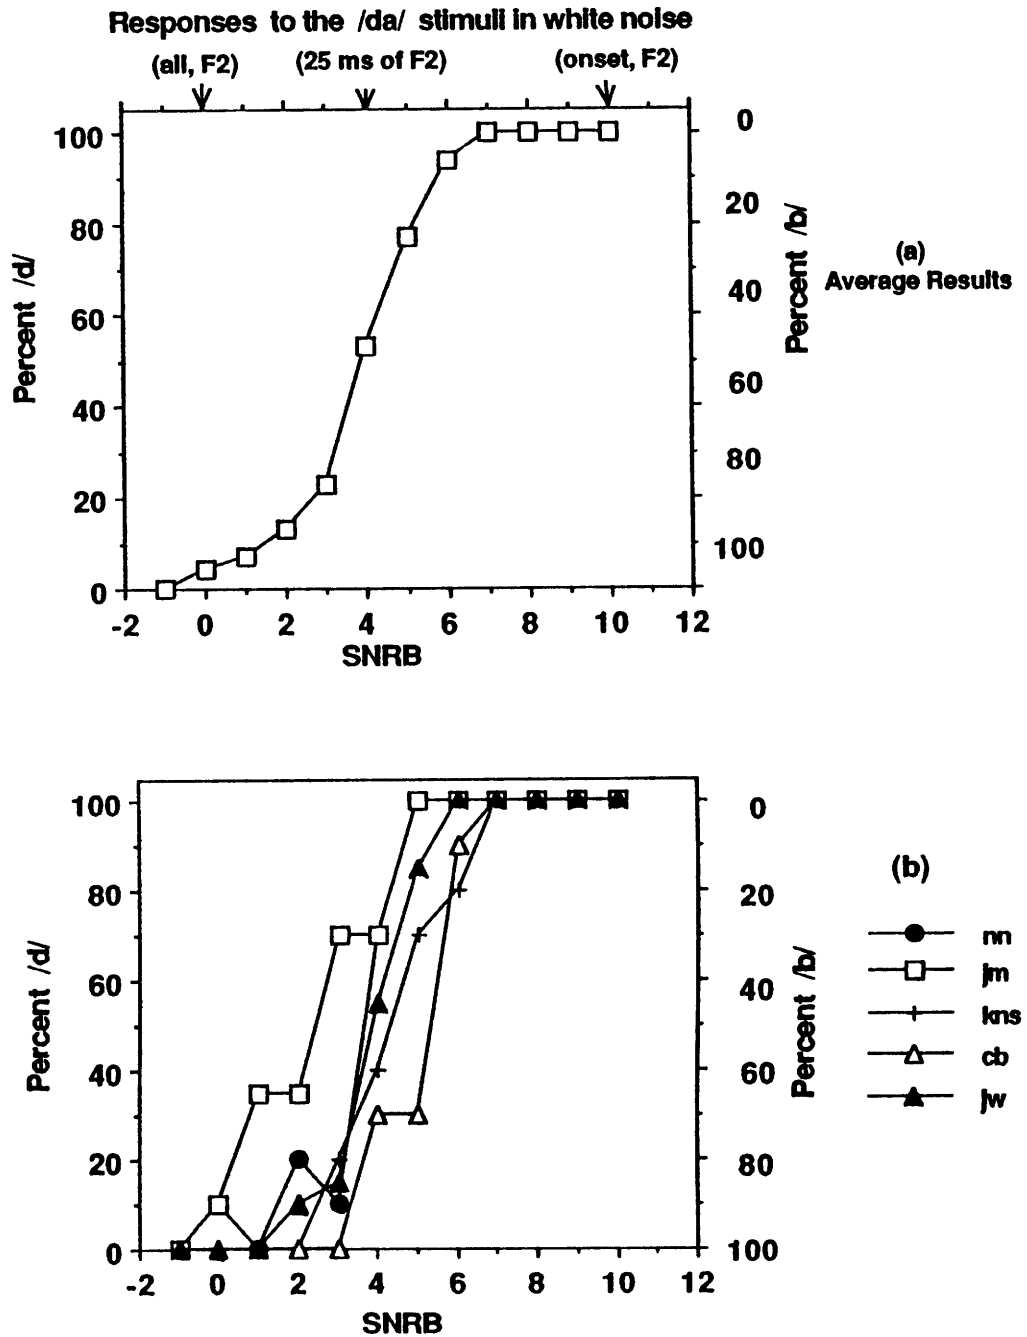 Responses to the /da/ stimuli in white noise
(all, F2) (25 ms of F2) (onset, F2)
100
80
60
40
20
0
Percent /d/
0
20
40
60
80
100
Percent /b/
-2 0 2 4 6 8 10 12
SNRB
(a)
Average Results
100
80
60
40
20
0
Percent /d/
0
20
40
60
80
100
Percent /b/
-2 0 2 4 6 8 10 12
SNRB
(b)
nn
jm
kns
cb
jw